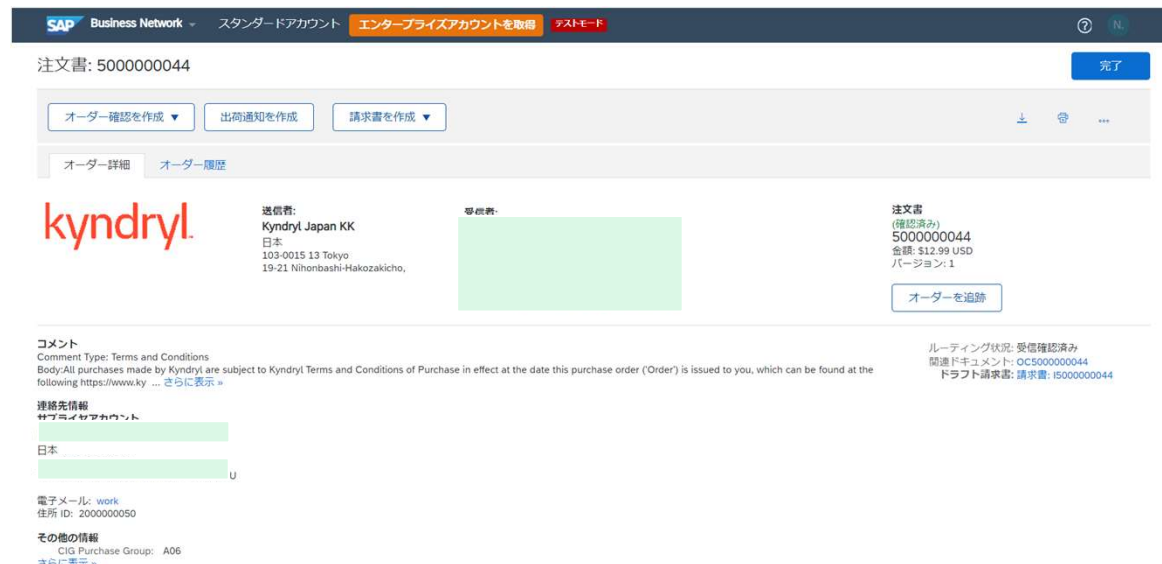 SAP Business Network スタンダードアカウント エンタープライズアカウントを取得 テストモード ? N.
注文書: 5000000044 完了
オーダー確認を作成 ▼ 出荷通知を作成 請求書を作成 ▼ ...
オーダー詳細 オーダー履歴
kyndryl.
送信者:
Kyndryl Japan KK
日本
103-0015 13 Tokyo
19-21 Nihonbashi-Hakozakicho,
受信者:
注文書
(確認済み)
5000000044
金額: $12.99 USD
バージョン: 1
オーダーを追跡
コメント
Comment Type: Terms and Conditions
Body:All purchases made by Kyndryl are subject to Kyndryl Terms and Conditions of Purchase in effect at the date this purchase order ('Order') is issued to you, which can be found at the
following https://www.ky ... さらに表示 »
ルーティング状況: 受信確認済み
関連ドキュメント: OC5000000044
ドラフト請求書: 請求書: I5000000044
連絡先情報
サプライヤアカウント
日本
U
電子メール: work
住所 ID: 2000000050
その他の情報
CIG Purchase Group: A06
さらに表示 »